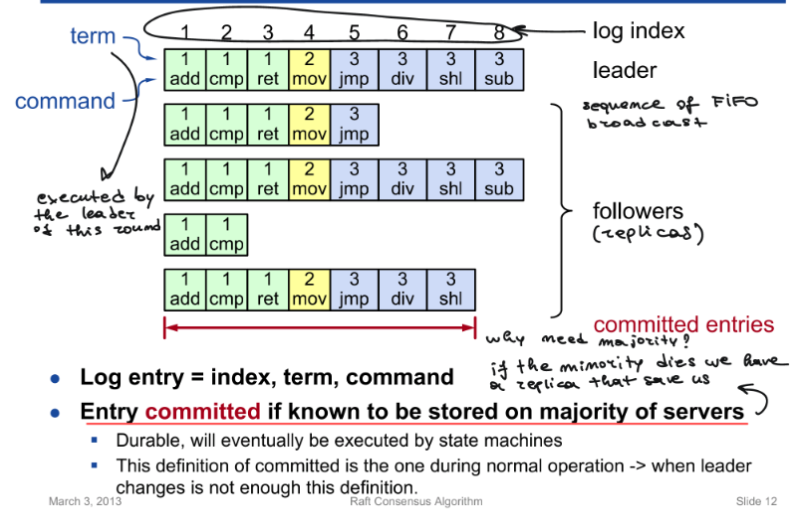 1 2 3 4 5 6 7 8 log index
term
1 1 1 2 3 3 3 3
add cmp ret mov jmp div shl sub
leader
command
1 1 1 2 3
add cmp ret mov jmp
sequence of FiFO
broadcast
1 1 1 2 3 3 3 3
add cmp ret mov jmp div shl sub
executed by
the leader
of this round
followers
(replicas)
1 1
add cmp
1 1 1 2 3 3 3
add cmp ret mov jmp div shl
committed entries
why need majority?
if the minority dies we have
a replica that save us
• Log entry = index, term, command
• Entry committed if known to be stored on majority of servers
▪ Durable, will eventually be executed by state machines
▪ This definition of committed is the one during normal operation -> when leader
changes is not enough this definition.
March 3, 2013 Raft Consensus Algorithm Slide 12